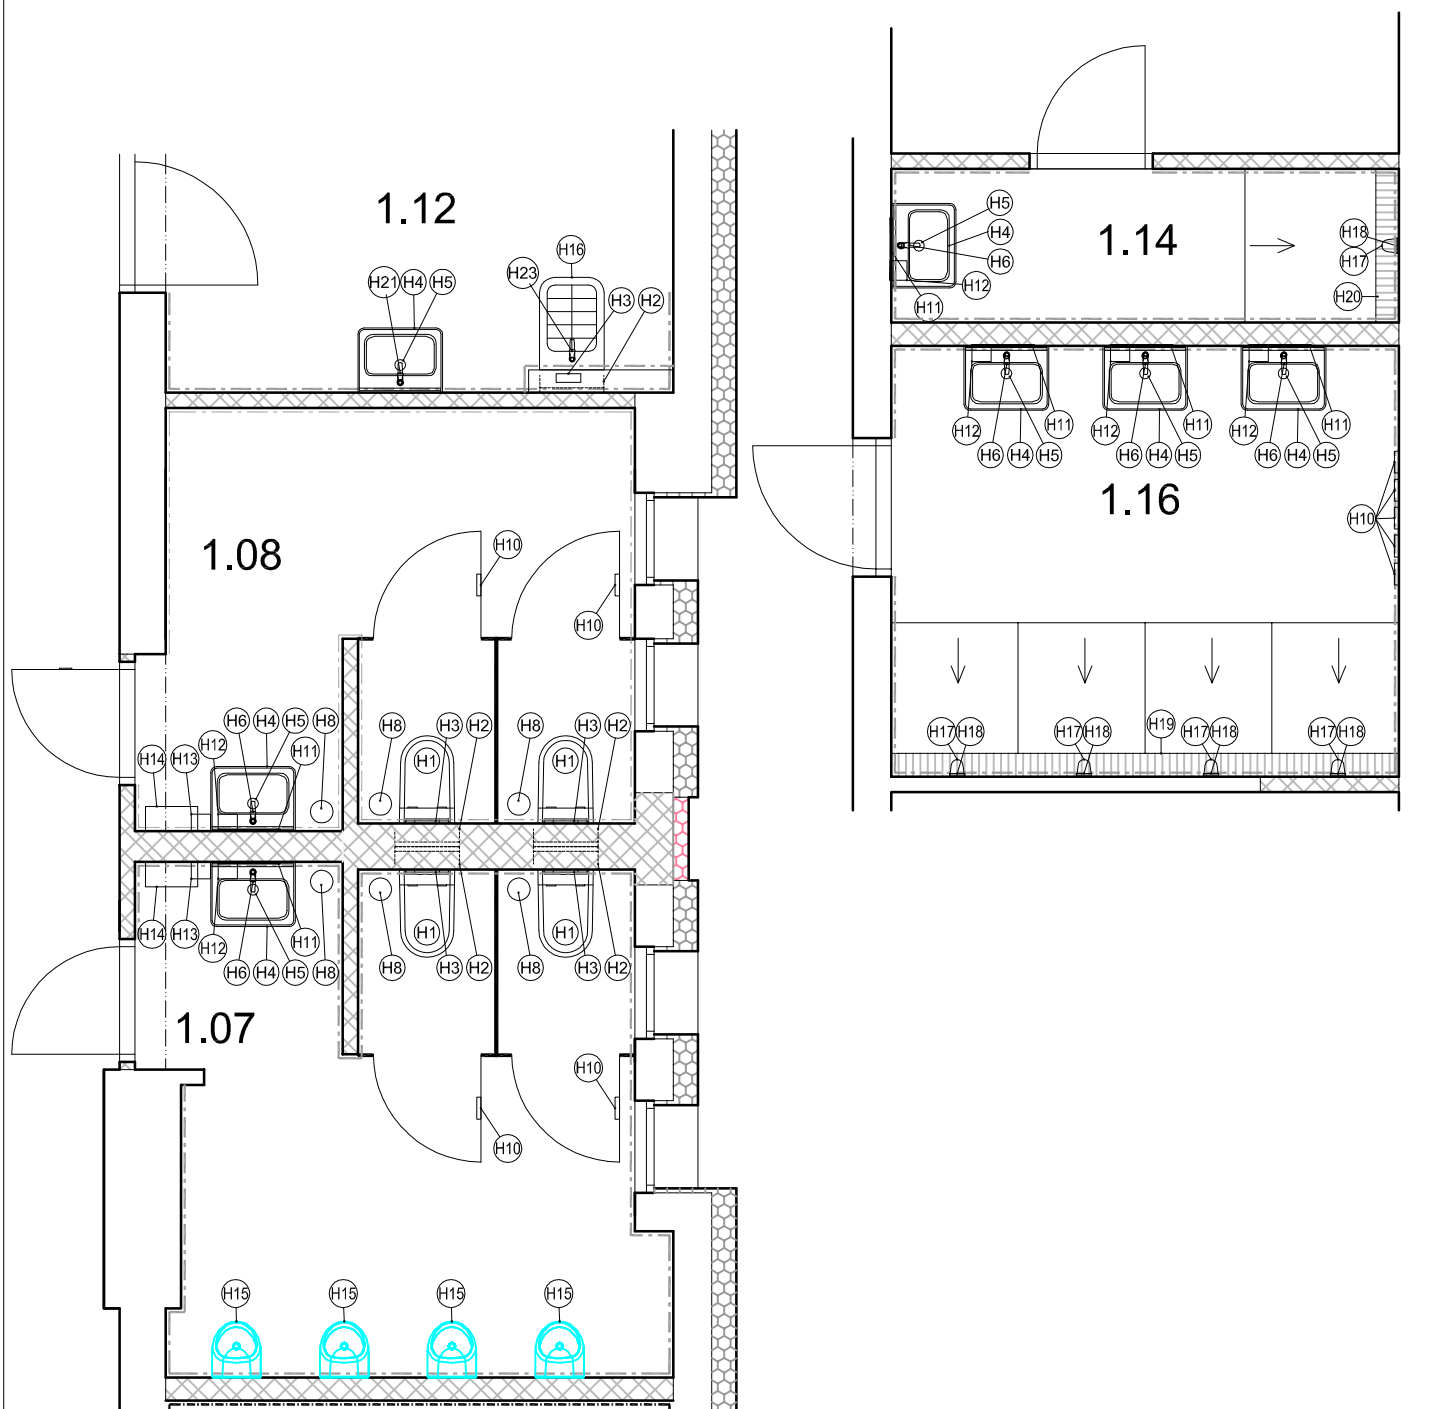 1.12
H16
H21 H4 H5
H23
H3 H2
1.08
H10
H10
H6 H4 H5 H8
H12 H11
H14 H13
H8 H3 H2
H8 H3 H2
H1 H1
H1 H1
H14 H13 H12 H11
H6 H4 H5 H8
H8 H3 H2
H8 H3 H2
1.07
H10
H10
H15 H15 H15 H15
1.14
H5
H4
H6
H12
H11
H18
H17
H20
H12 H11 H12 H11 H12 H11
H6 H4 H5 H6 H4 H5 H6 H4 H5
1.16
H10
H17 H18 H17 H18 H19 H17 H18 H17 H18